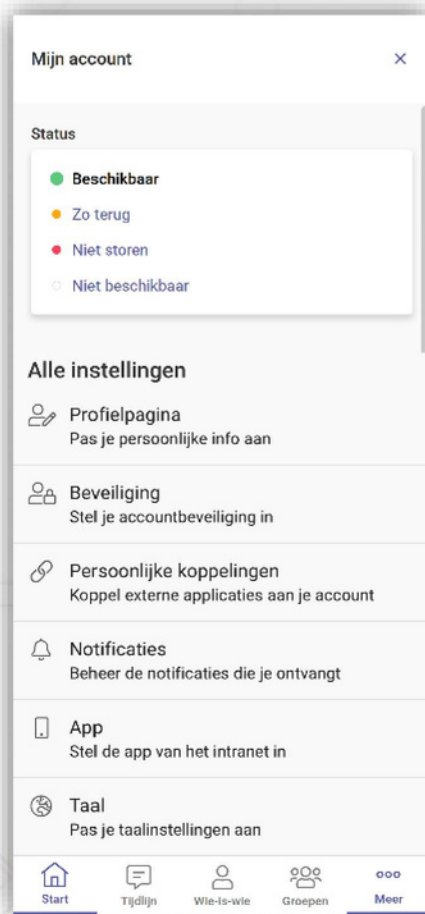 Mijn account
Status
Beschikbaar
Zo terug
Niet storen
Niet beschikbaar
Alle instellingen
Profielpagina
Pas je persoonlijke info aan
Beveiliging
Stel je accountbeveiliging in
Persoonlijke koppelingen
Koppel externe applicaties aan je account
Notificaties
Beheer de notificaties die je ontvangt
App
Stel de app van het intranet in
Taal
Pas je taalinstellingen aan
Start Tijdlijn Wie-is-wie Groepen Meer